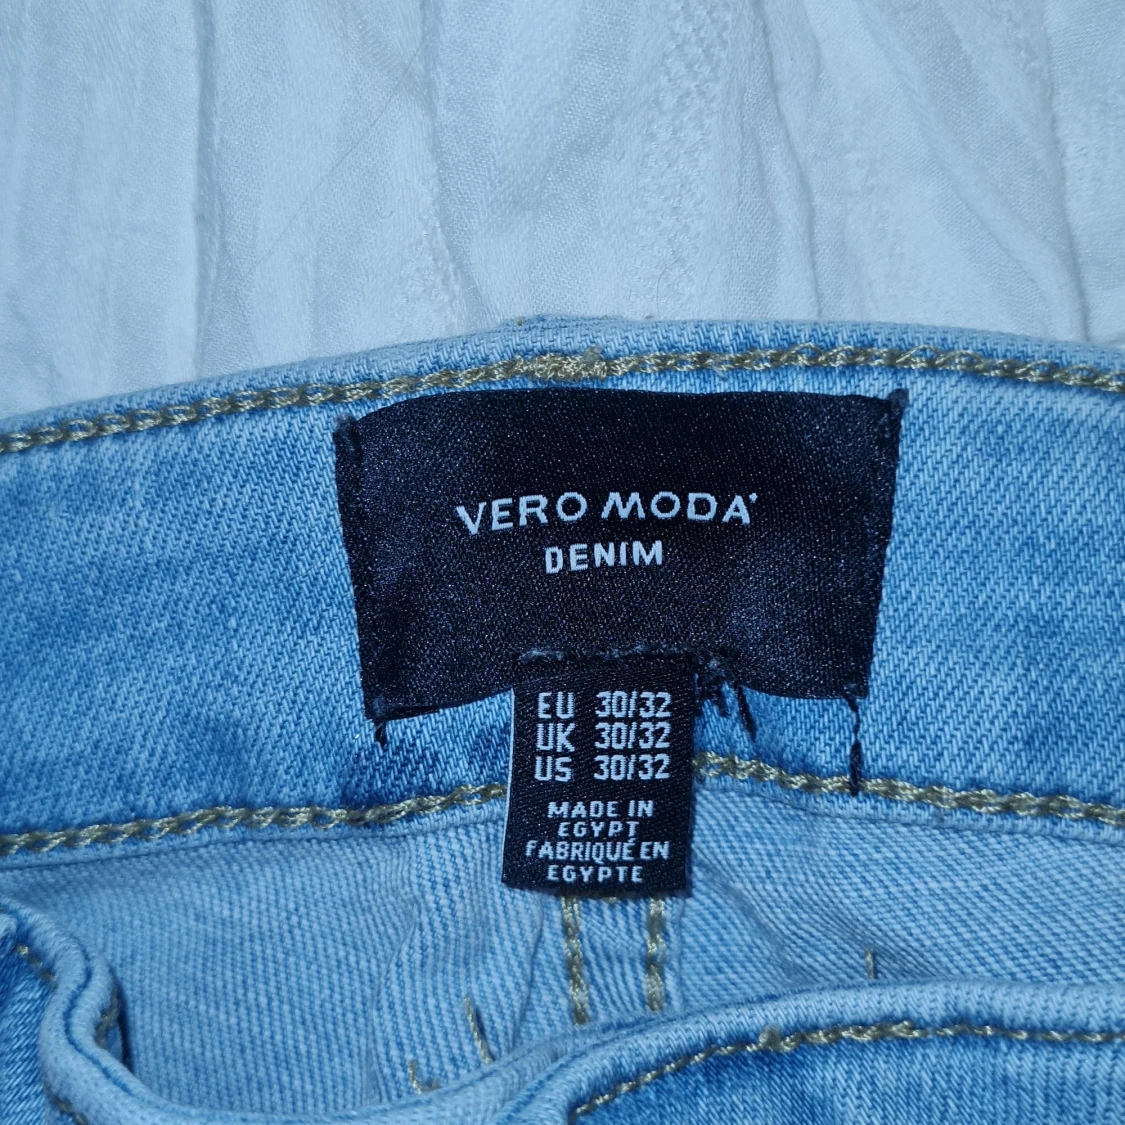 VERO MODA
DENIM
EU 30/32
UK 30/32
US 30/32
MADE IN
EGYPT
FABRIQUÉ EN
EGYPTE